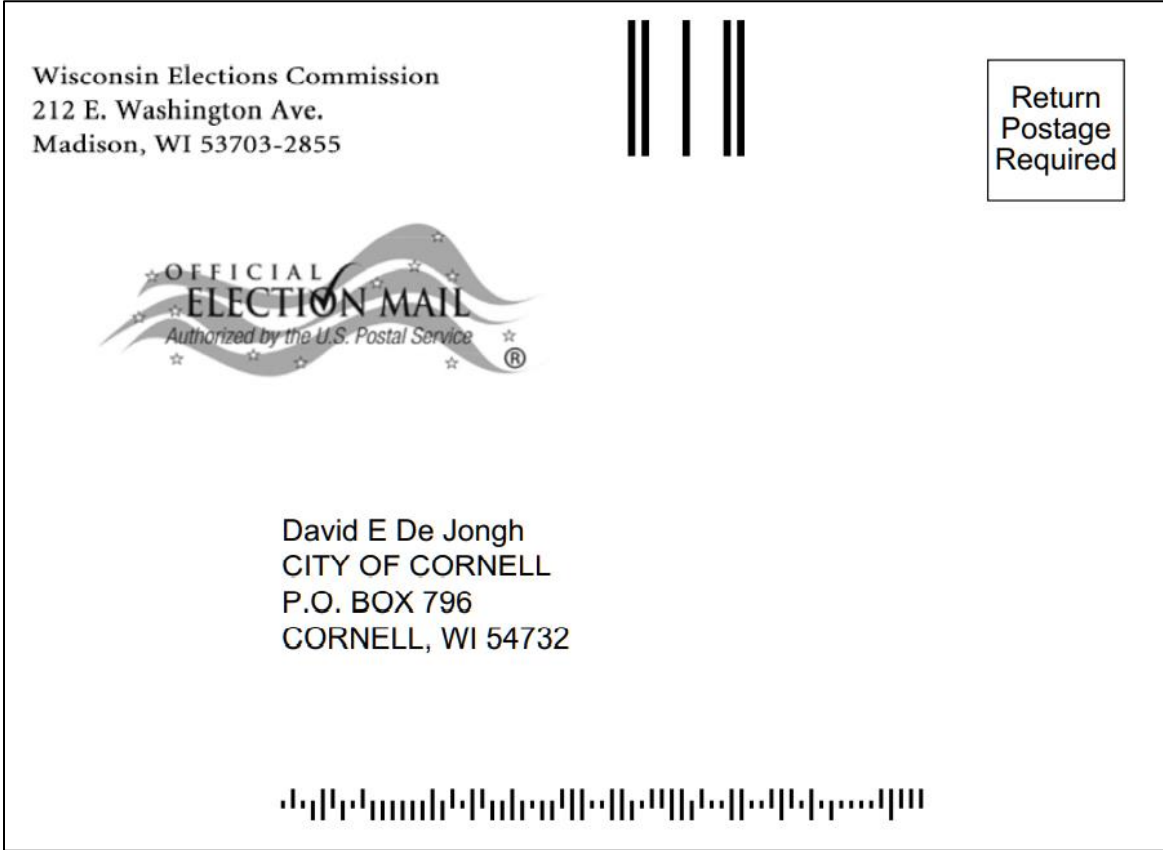 Wisconsin Elections Commission
212 E. Washington Ave.
Madison, WI 53703-2855
Return
Postage
Required
OFFICIAL
ELECTION MAIL
Authorized by the U.S. Postal Service
®
David E De Jongh
CITY OF CORNELL
P.O. BOX 796
CORNELL, WI 54732